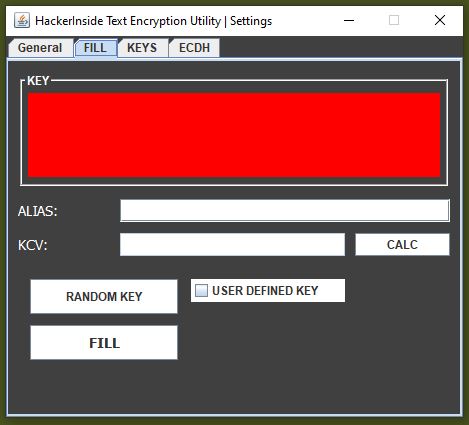 HackerInside Text Encryption Utility | Settings
General FILL KEYS ECDH
KEY
ALIAS:
KCV: CALC
RANDOM KEY USER DEFINED KEY
FILL